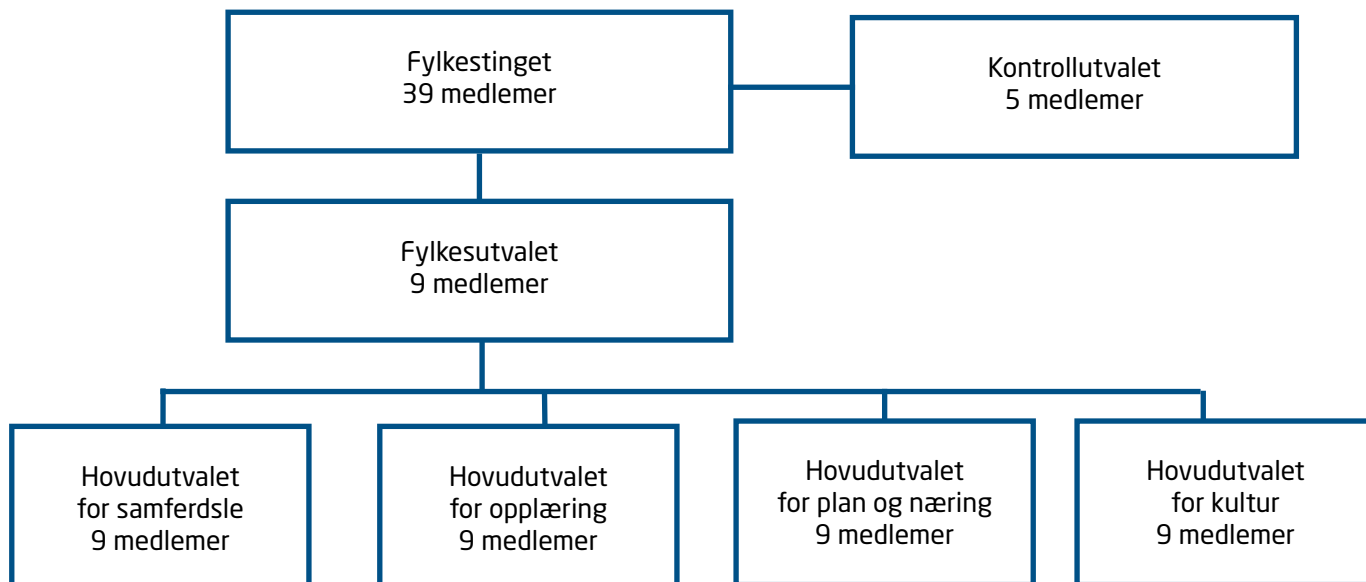 Fylkestinget
39 medlemer
Kontrollutvalet
5 medlemer
Fylkesutvalet
9 medlemer
Hovudutvalet
for samferdsle
9 medlemer
Hovudutvalet
for opplæring
9 medlemer
Hovudutvalet
for plan og næring
9 medlemer
Hovudutvalet
for kultur
9 medlemer